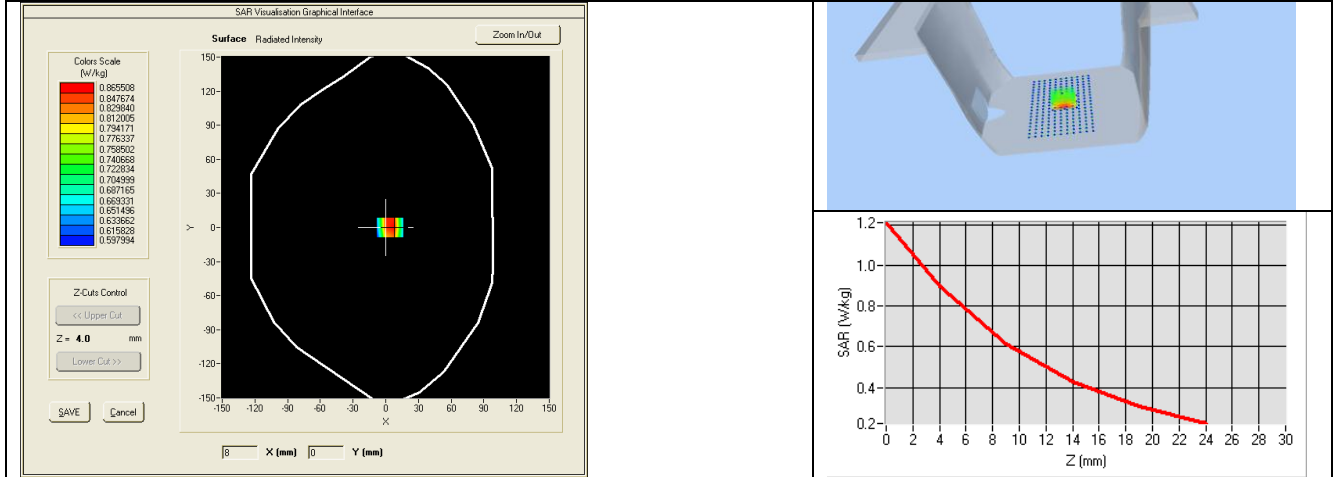 SAR Visualisation Graphical Interface
Surface Radiated Intensity
Zoom In/Out
Colors Scale
(W/kg)
0.865508
0.847674
0.829840
0.812005
0.794171
0.776337
0.758502
0.740668
0.722834
0.704999
0.687165
0.669331
0.651496
0.633662
0.615828
0.597994
Z-Cuts Control
<< Upper Cut
Z = 4.0 mm
Lower Cut >>
SAVE Cancel
Y
150
120
90
60
30
0
-30
-60
-90
-120
-150
-150 -120 -90 -60 -30 0 30 60 90 120 150
X
8 X (mm) 0 Y (mm)
SAR (W/kg)
1.2
1.0
0.8
0.6
0.4
0.2
0 2 4 6 8 10 12 14 16 18 20 22 24 26 28 30
Z (mm)